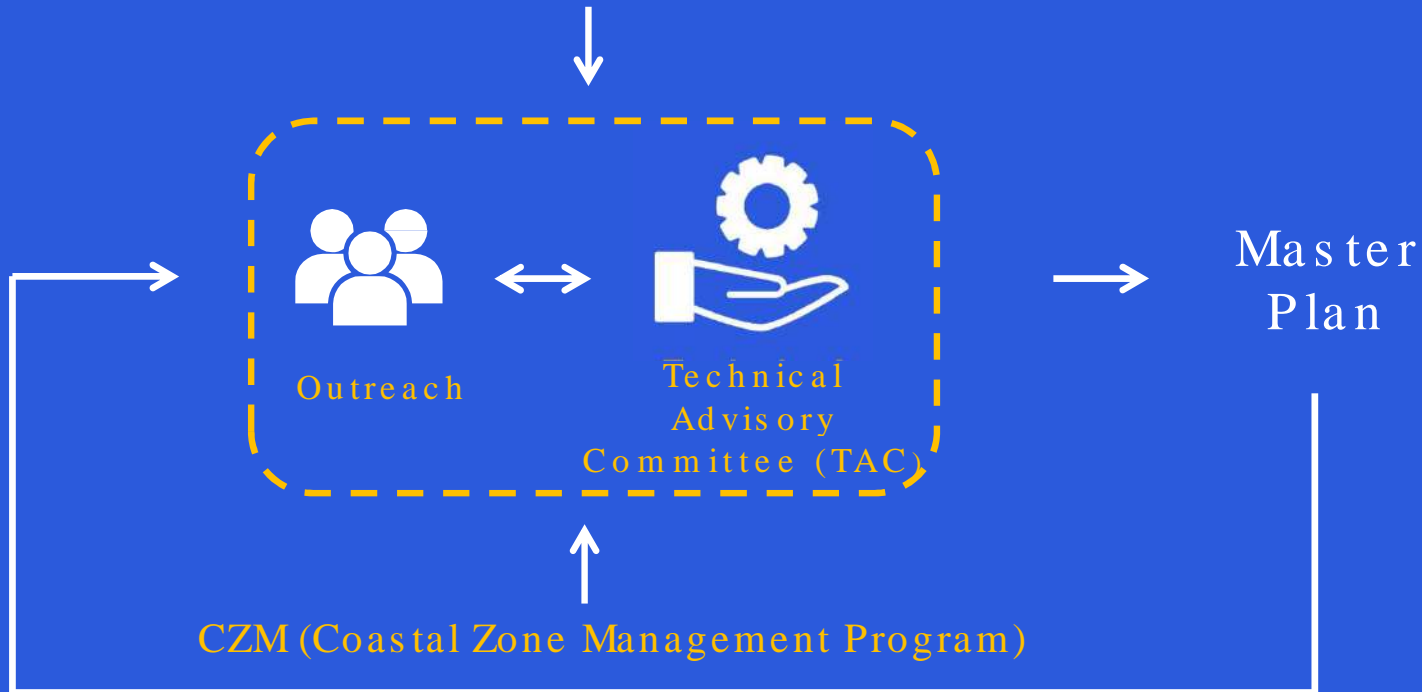 Master
Plan
Outreach
Technical
Advisory
Committee (TAC)
CZM (Coastal Zone Management Program)